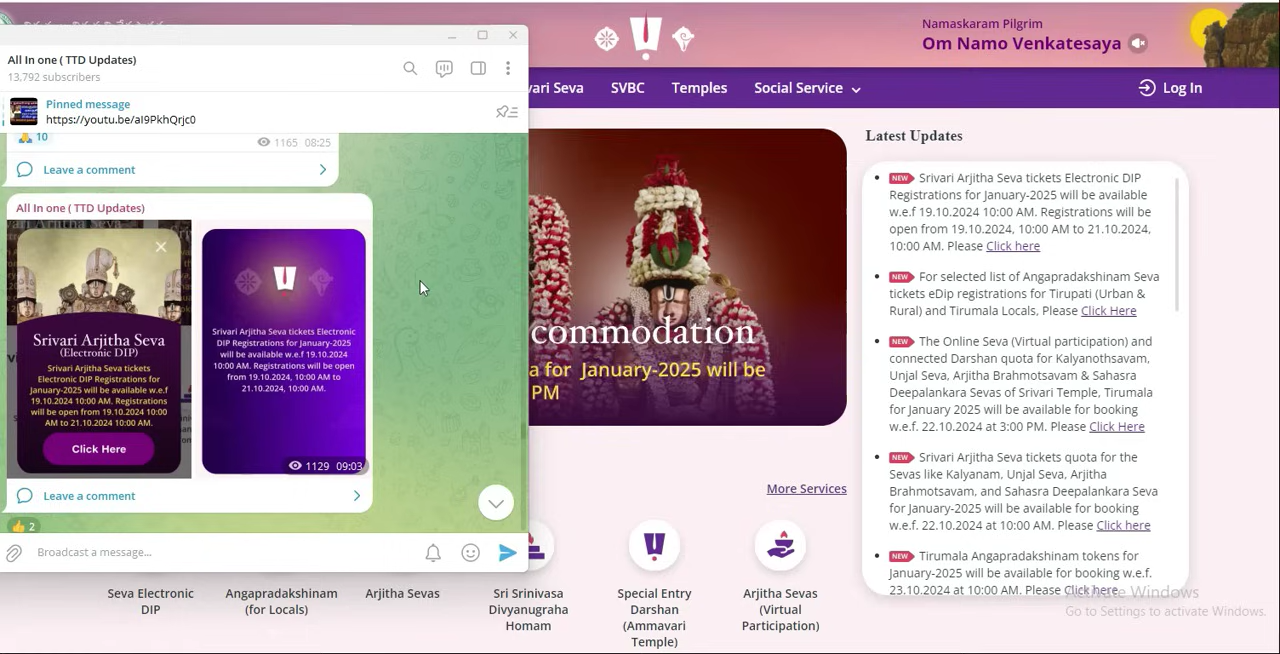 Namaskaram Pilgrim
Om Namo Venkatesaya
vari Seva
SVBC
Temples
Social Service
Log In
All In one ( TTD Updates)
13,792 subscribers
Pinned message
https://youtu.be/aI9PkhQrjc0
10
1165 08:25
Leave a comment
All In one ( TTD Updates)
Srivari Arjitha Seva
(Electronic DIP)
Srivari Arjitha Seva tickets
Electronic DIP
Registrations for
January-2025 will be
available w.e.f
19.10.2024 10:00 AM.
Registrations will be
open from 19.10.2024 10:00
AM to 21.10.2024,
10:00 AM.
Click Here
Srivari Arjitha Seva tickets Electronic
DIP Registrations for January-2025
will be available w.e.f 19.10.2024
10:00 AM. Registrations will be open
from 19.10.2024, 10:00 AM to
21.10.2024, 10:00 AM.
1129 09:03
Leave a comment
2
Broadcast a message...
commodation
a for January-2025 will be
PM
More Services
Seva Electronic
DIP
Angapradakshinam
(for Locals)
Arjitha Sevas
Sri Srinivasa
Divyanugraha
Homam
Special Entry
Darshan
(Ammavari
Temple)
Arjitha Sevas
(Virtual
Participation)
Latest Updates
NEW Srivari Arjitha Seva tickets Electronic DIP
Registrations for January-2025 will be available
w.e.f 19.10.2024 10:00 AM. Registrations will be
open from 19.10.2024, 10:00 AM to 21.10.2024,
10:00 AM. Please Click here
NEW For selected list of Angapradakshinam Seva
tickets eDip registrations for Tirupati (Urban &
Rural) and Tirumala Locals, Please Click Here
NEW The Online Seva (Virtual participation) and
connected Darshan quota for Kalyanothsavam,
Unjal Seva, Arjitha Brahmotsavam & Sahasra
Deepalankara Sevas of Srivari Temple, Tirumala
for January 2025 will be available for booking
w.e.f. 22.10.2024 at 3:00 PM. Please Click Here
NEW Srivari Arjitha Seva tickets quota for the
Sevas like Kalyanam, Unjal Seva, Arjitha
Brahmotsavam, and Sahasra Deepalankara Seva
for January-2025 will be available for booking
w.e.f. 22.10.2024 at 10:00 AM. Please Click here
NEW Tirumala Angapradakshinam tokens for
January-2025 will be available for booking w.e.f.
23.10.2024 at 10:00 AM. Please Click here
Activate Windows
Go to Settings to activate Windows.